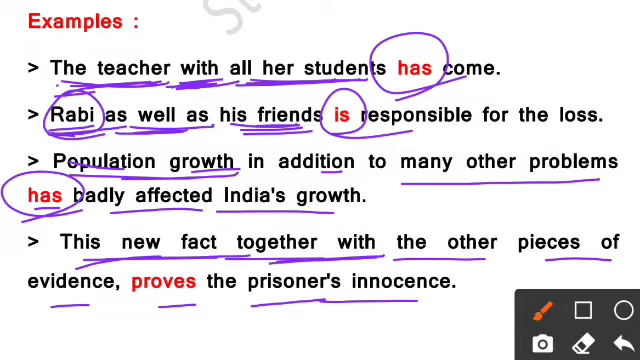 Examples :
> The teacher with all her students has come.
> Rabi as well as his friends is responsible for the loss.
> Population growth in addition to many other problems
has badly affected India's growth.
> This new fact together with the other pieces of
evidence, proves the prisoner's innocence.